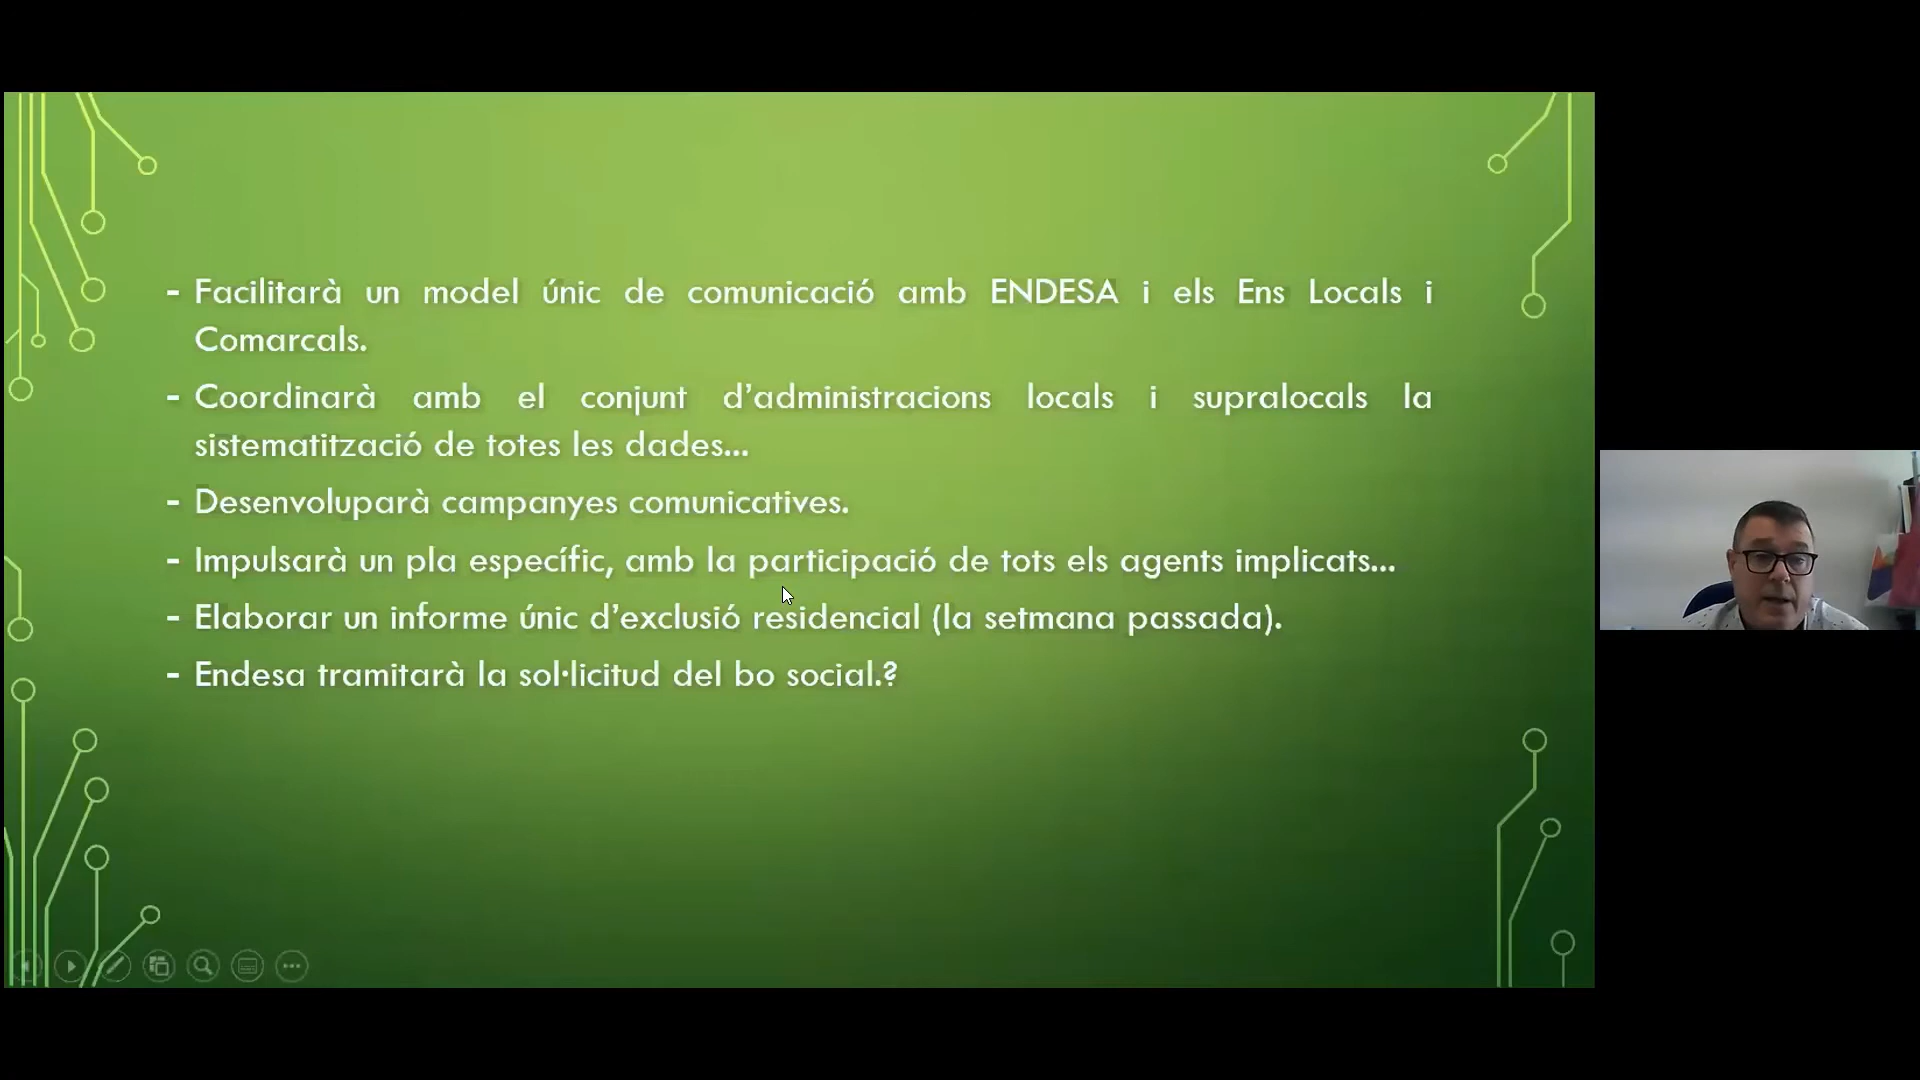 - Facilitarà un model únic de comunicació amb ENDESA i els Ens Locals i
Comarcals.
- Coordinarà amb el conjunt d’administracions locals i supralocals la
sistematització de totes les dades...
- Desenvoluparà campanyes comunicatives.
- Impulsarà un pla específic, amb la participació de tots els agents implicats...
- Elaborar un informe únic d’exclusió residencial (la setmana passada).
- Endesa tramitarà la sol·licitud del bo social.?